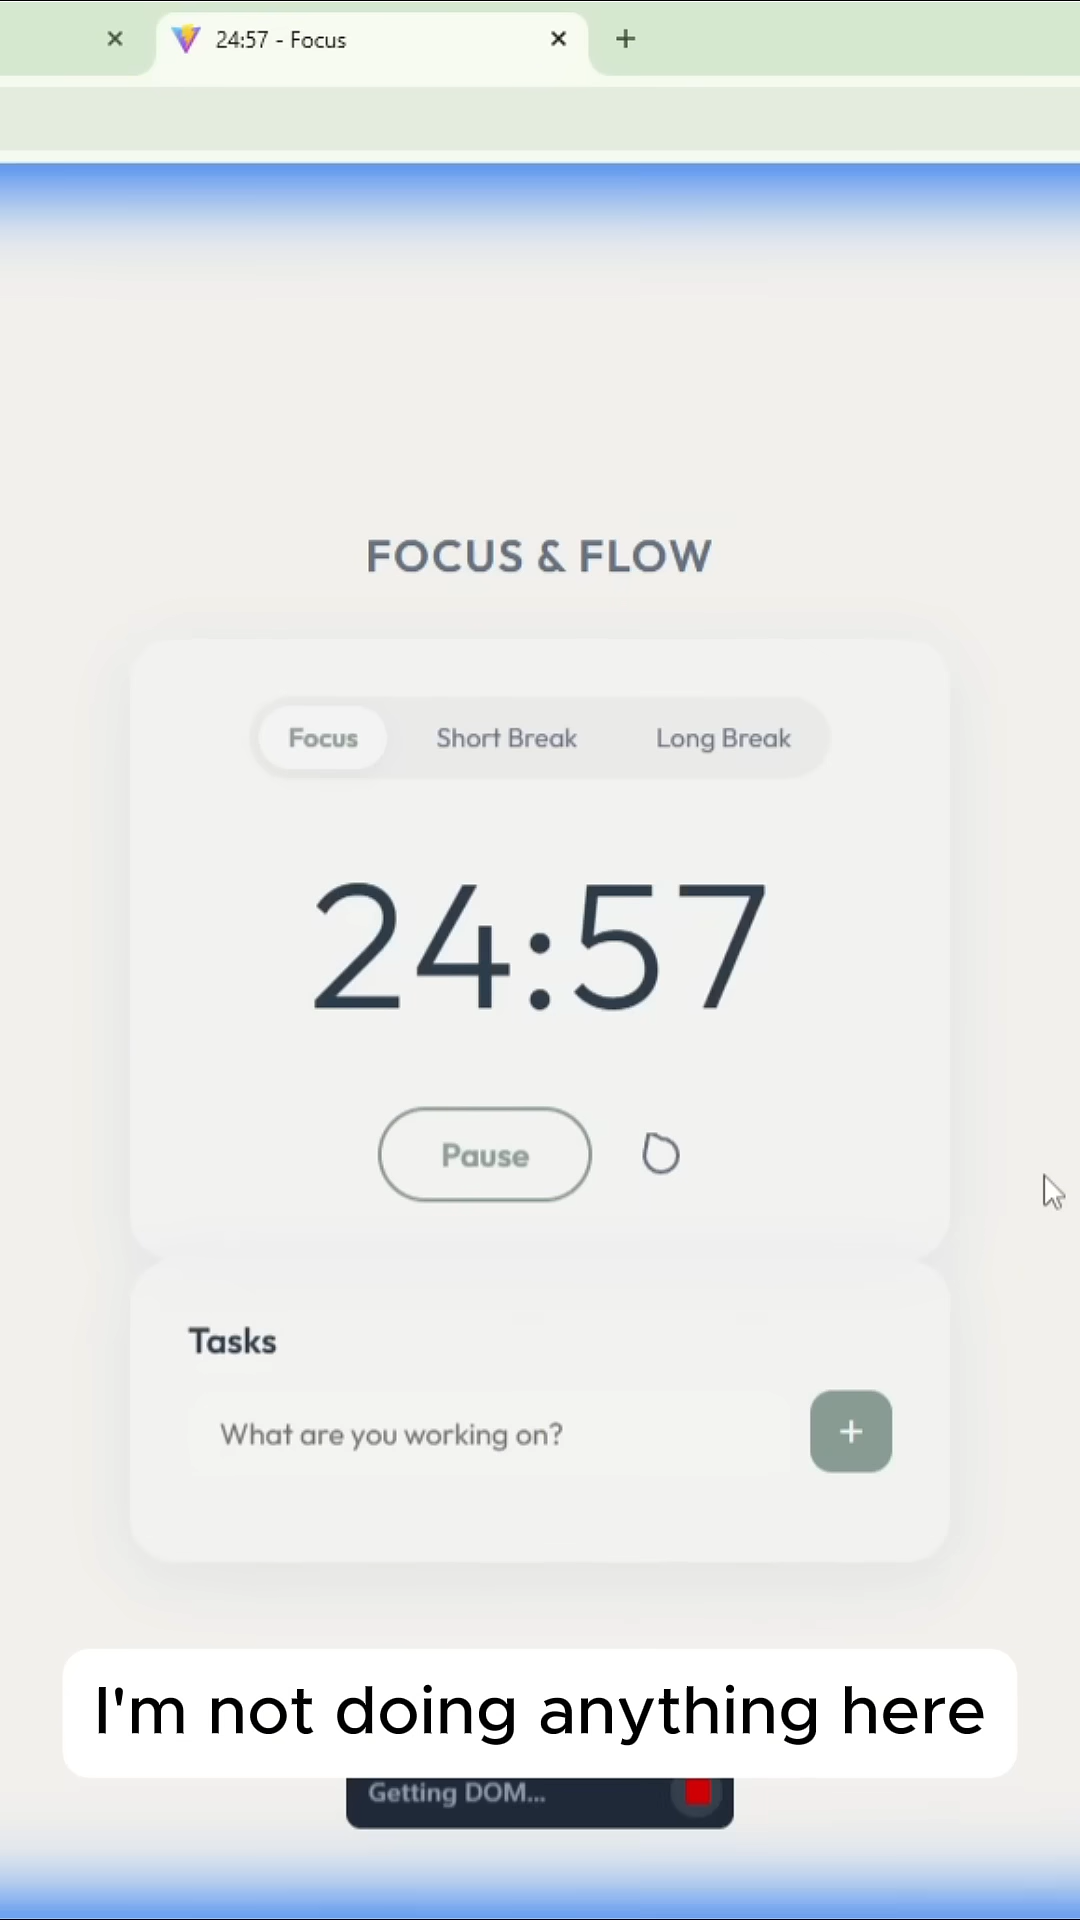 24:57 - Focus
FOCUS & FLOW
Focus Short Break Long Break
24:57
Pause
Tasks
What are you working on?
+
I'm not doing anything here
Getting DOM...